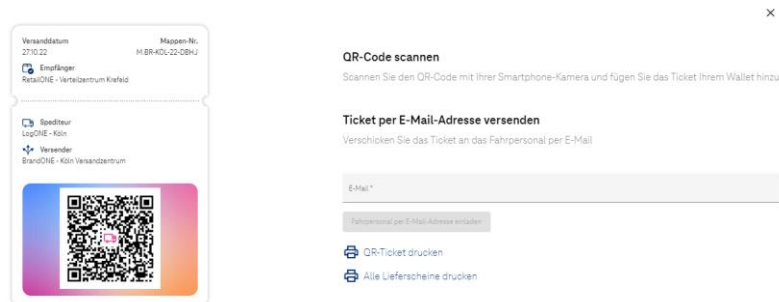 Versanddatum Mappen-Nr.
27.10.22 M.BR-KOL-22-DBHJ
Empfänger
RetailONE - Verteilzentrum Krefeld
Spediteur
LogONE - Köln
Versender
BrandONE - Köln Versandzentrum
QR-Code scannen
Scannen Sie den QR-Code mit Ihrer Smartphone-Kamera und fügen Sie das Ticket Ihrem Wallet hinzu
Ticket per E-Mail-Adresse versenden
Verschicken Sie das Ticket an das Fahrpersonal per E-Mail
E-Mail *
Fahrpersonal per E-Mail-Adresse einladen
QR-Ticket drucken
Alle Lieferscheine drucken